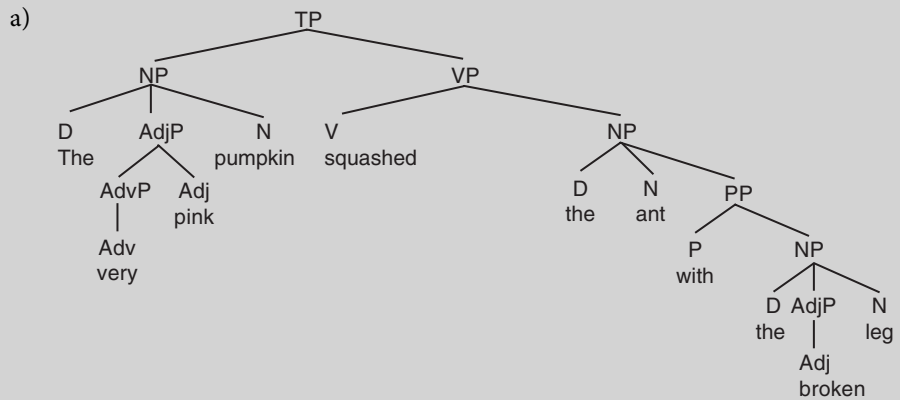 a) TP
NP VP
D AdjP N V NP
The pumpkin squashed
AdvP Adj D N PP
pink the ant
Adv P NP
very with
D AdjP N
the leg
Adj
broken